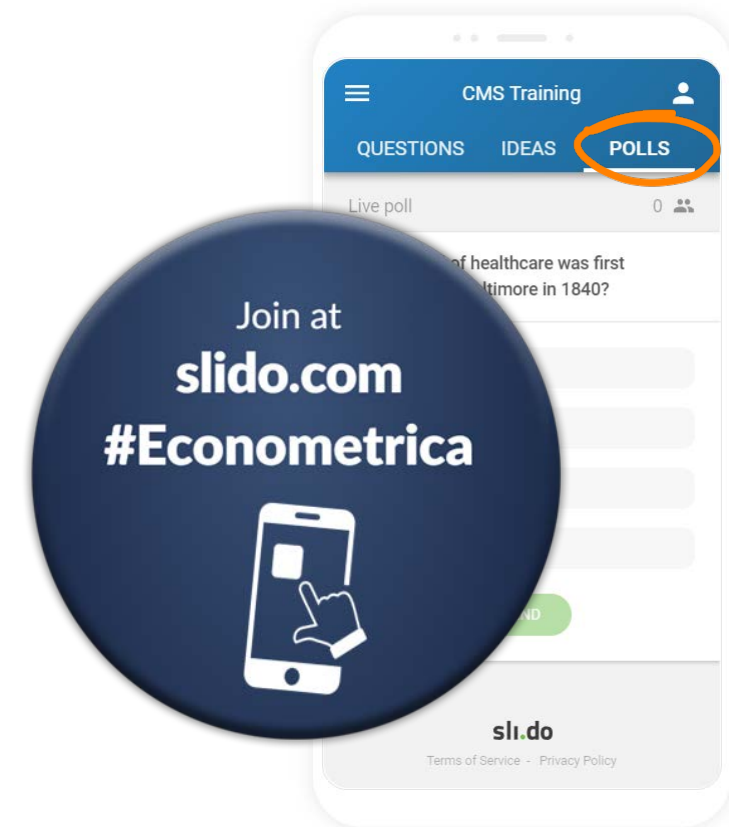 CMS Training
QUESTIONS IDEAS POLLS
Live poll 0
of healthcare was first
ltimore in 1840?
Join at
slido.com
#Econometrica
ND
slı.do
Terms of Service - Privacy Policy